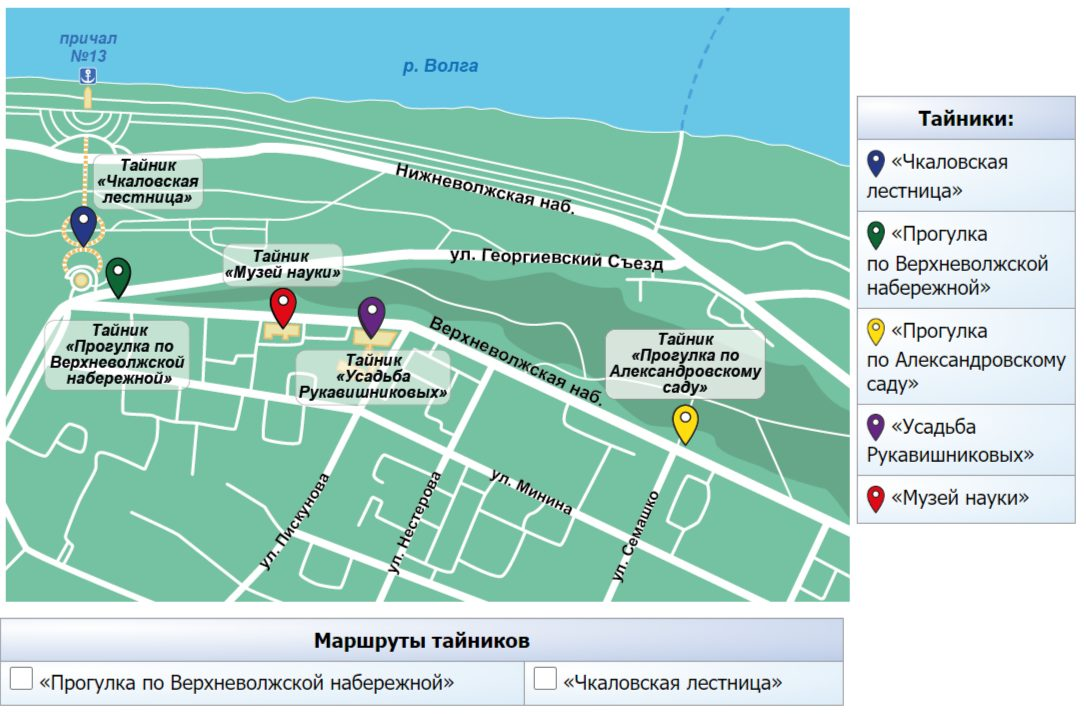 причал
№13
р. Волга
Тайник
«Чкаловская
лестница»
Нижневолжская наб.
ул. Георгиевский Съезд
Тайник
«Музей науки»
Тайник
«Прогулка по
Верхневолжской
набережной»
Тайник
«Усадьба
Рукавишниковых»
Верхневолжская наб.
Тайник
«Прогулка по
Александровскому
саду»
ул. Пискунова
ул. Нестерова
ул. Минина
ул. Семашко
Тайники:
«Чкаловская
лестница»
«Прогулка
по Верхневолжской
набережной»
«Прогулка
по Александровскому
саду»
«Усадьба
Рукавишниковых»
«Музей науки»
Маршруты тайников
«Прогулка по Верхневолжской набережной»
«Чкаловская лестница»